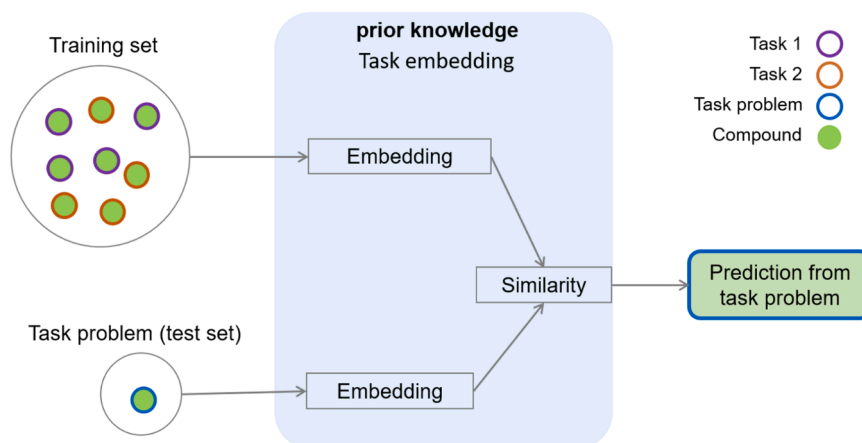 Training set
prior knowledge
Task embedding
Task 1
Task 2
Task problem
Compound
Embedding
Similarity
Prediction from
task problem
Task problem (test set)
Embedding